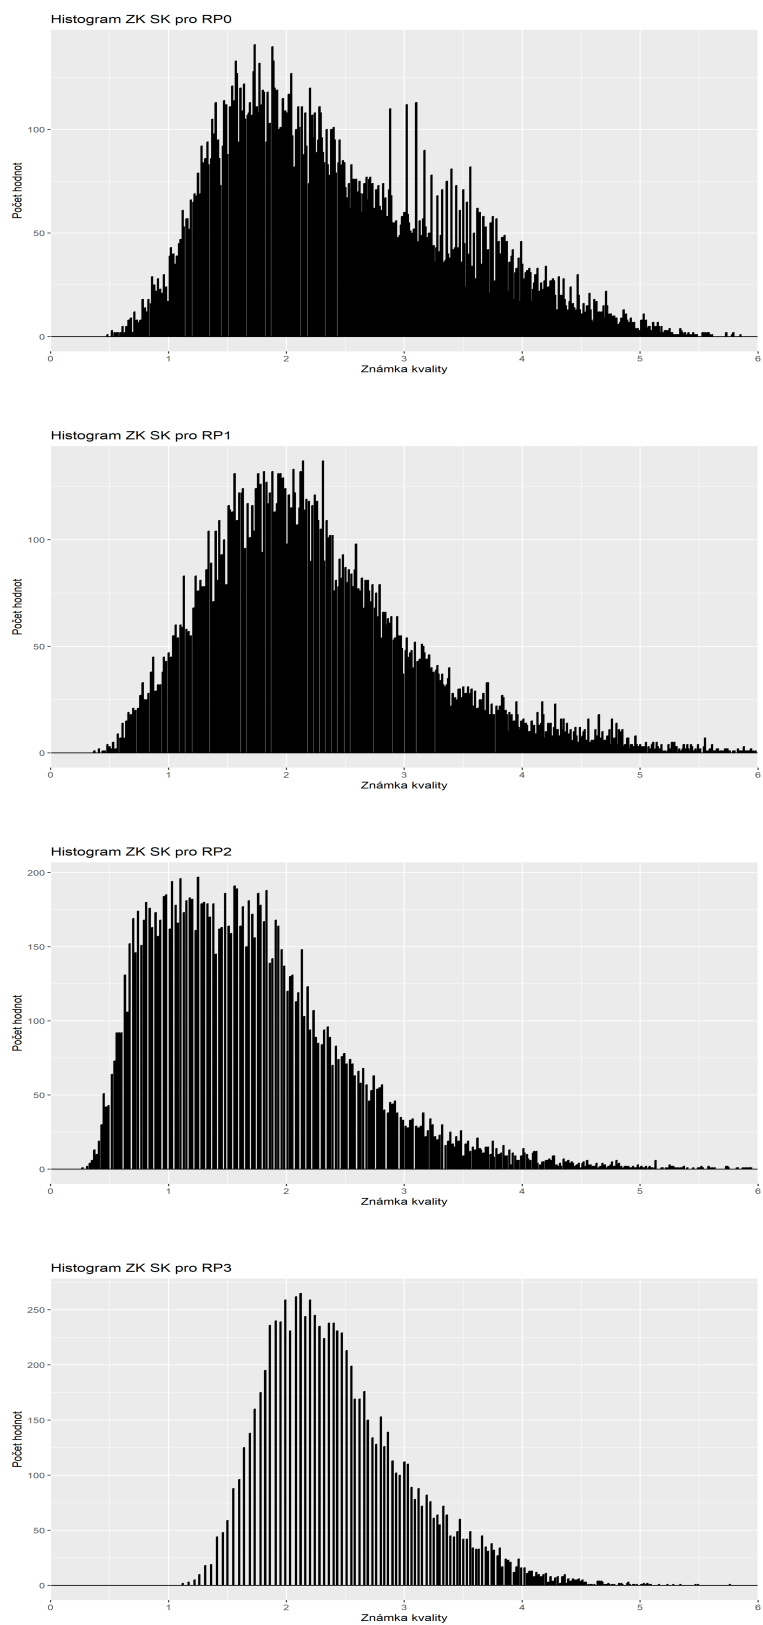 Histogram ZK SK pro RP0
Počet hodnot
100
50
0
0 1 2 3 4 5 6
Známka kvality
Histogram ZK SK pro RP1
Počet hodnot
100
50
0
0 1 2 3 4 5 6
Známka kvality
Histogram ZK SK pro RP2
Počet hodnot
200
150
100
50
0
0 1 2 3 4 5 6
Známka kvality
Histogram ZK SK pro RP3
Počet hodnot
250
200
150
100
50
0
0 1 2 3 4 5 6
Známka kvality